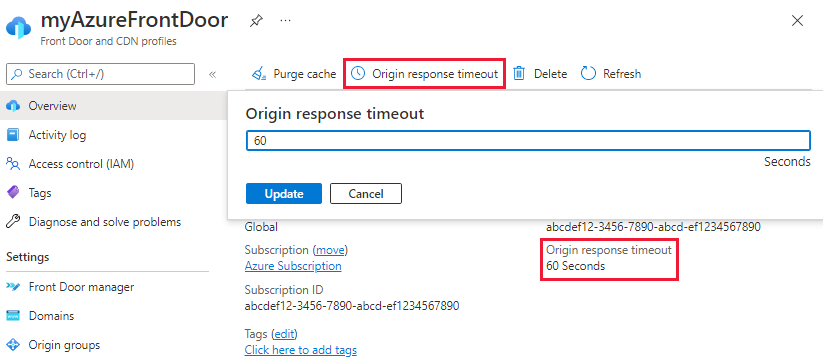 myAzureFrontDoor
Front Door and CDN profiles
Search (Ctrl+/)
«
Purge cache
Origin response timeout
Delete
Refresh
Overview
Activity log
Access control (IAM)
Tags
Diagnose and solve problems
Settings
Front Door manager
Domains
Origin groups
Origin response timeout
60
Seconds
Update
Cancel
Global
abcdef12-3456-7890-abcd-ef1234567890
Subscription (move)
Azure Subscription
Origin response timeout
60 Seconds
Subscription ID
abcdef12-3456-7890-abcd-ef1234567890
Tags (edit)
Click here to add tags